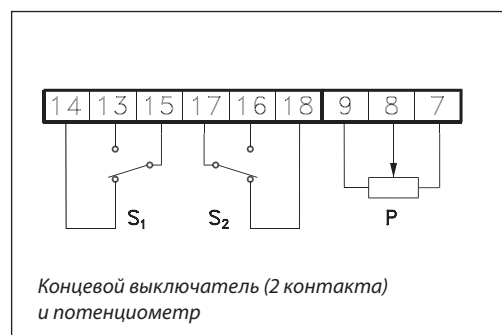 14 13 15 17 16 18 9 8 7
S₁ S₂ P
Концевой выключатель (2 контакта)
и потенциометр